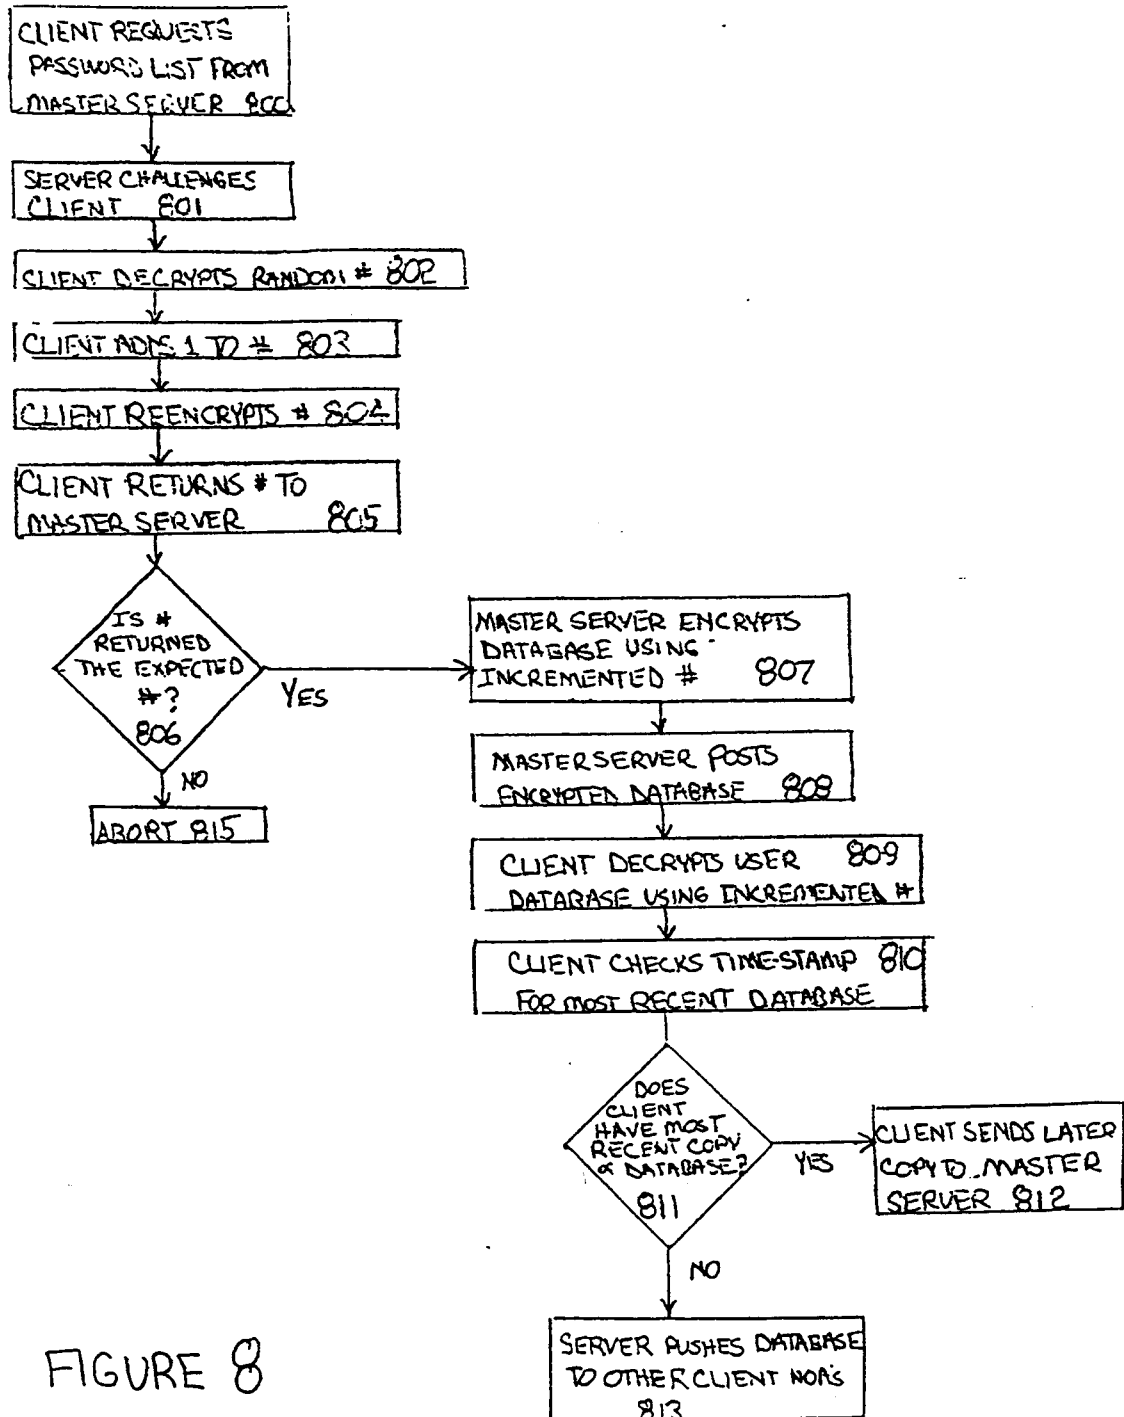 CLIENT REQUESTS
PASSWORD LIST FROM
MASTER SERVER 800
SERVER CHALLENGES
CLIENT 801
CLIENT DECRYPTS RANDOM # 802
CLIENT ADDS 1 TO # 803
CLIENT REENCRYPTS # 804
CLIENT RETURNS # TO
MASTER SERVER 805
IS #
RETURNED
THE EXPECTED
#?
806
YES
NO
ABORT 815
MASTER SERVER ENCRYPTS
DATABASE USING
INCREMENTED # 807
MASTER SERVER POSTS
ENCRYPTED DATABASE 808
CLIENT DECRYPTS USER 809
DATABASE USING INCREMENTED #
CLIENT CHECKS TIME-STAMP 810
FOR MOST RECENT DATABASE
DOES
CLIENT
HAVE MOST
RECENT COPY
OF DATABASE?
811
YES
CLIENT SENDS LATER
COPY TO MASTER
SERVER 812
NO
SERVER PUSHES DATABASE
TO OTHER CLIENT NOA'S
813
FIGURE 8